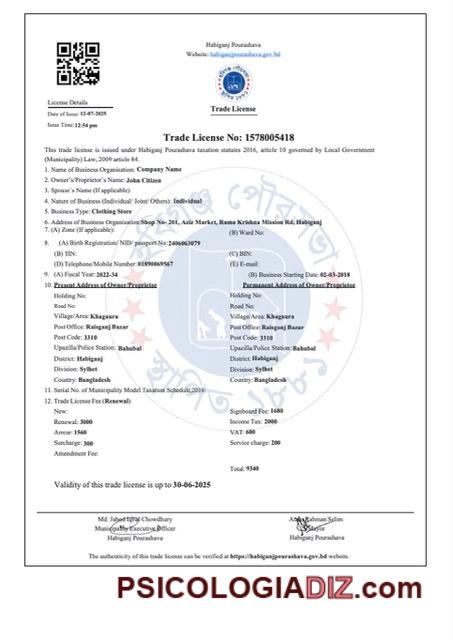 Habiganj Pourashava
Website: habiganjpourashava.gov.bd
License Details
Date of Issue: 12-07-2025
Issue Time: 12:54 pm
Trade License
Trade License No: 1578005418
This trade license is issued under Habiganj Pourashava taxation statutes 2016, article 10 governed by Local Government
(Municipality) Law, 2009 article 84.
1. Name of Business Organisation: Company Name
2. Owner's/Proprietor's Name: John Citizen
3. Spouse's Name (If applicable):
4. Nature of Business (Individual/ Joint/ Others): Individual
5. Business Type: Clothing Store
6. Address of Business Organisation: Shop No- 201, Aziz Market, Rama Krishna Mission Rd, Habiganj
7. (A) Zone (If applicable): (B) Ward No:
8. (A) Birth Registration/ NID/ passport No: 2406063079
(B) TIN: (C) BIN:
(D) Telephone/Mobile Number: 01890069567 (E) E-mail:
9. (A) Fiscal Year: 2022-34 (B) Business Starting Date: 02-03-2018
10. Present Address of Owner/Proprietor Permanent Address of Owner/Proprietor
Holding No: Holding No:
Road No: Road No:
Village/Area: Khagaura Village/Area: Khagaura
Post Office: Raisganj Bazar Post Office: Raisganj Bazar
Post Code: 3310 Post Code: 3310
Upazilla/Police Station: Bahubal Upazilla/Police Station: Bahubal
District: Habiganj District: Habiganj
Division: Sylhet Division: Sylhet
Country: Bangladesh Country: Bangladesh
11. Serial No. of Municipality Model Taxation Schedule,2016/
12. Trade License Fee (Renewal)
New: Signboard Fee: 1680
Renewal: 3000 Income Tax: 2000
Arrear: 1560 VAT: 600
Surcharge: 300 Service charge: 200
Amendment Fee:
Total: 9340
Validity of this trade license is up to 30-06-2025
Md. Jabed Iqbal Chowdhury
Municipality Executive Officer
Habiganj Pourashava
Rahman Selim
Mayor
Habiganj Pourashava
The authenticity of this trade license can be verified at https://habiganjpourashava.gov.bd website.
হবিগঞ্জ পৌরসভা
স্থাপিত ১৮৮১
PSICOLOGIADIZ.com